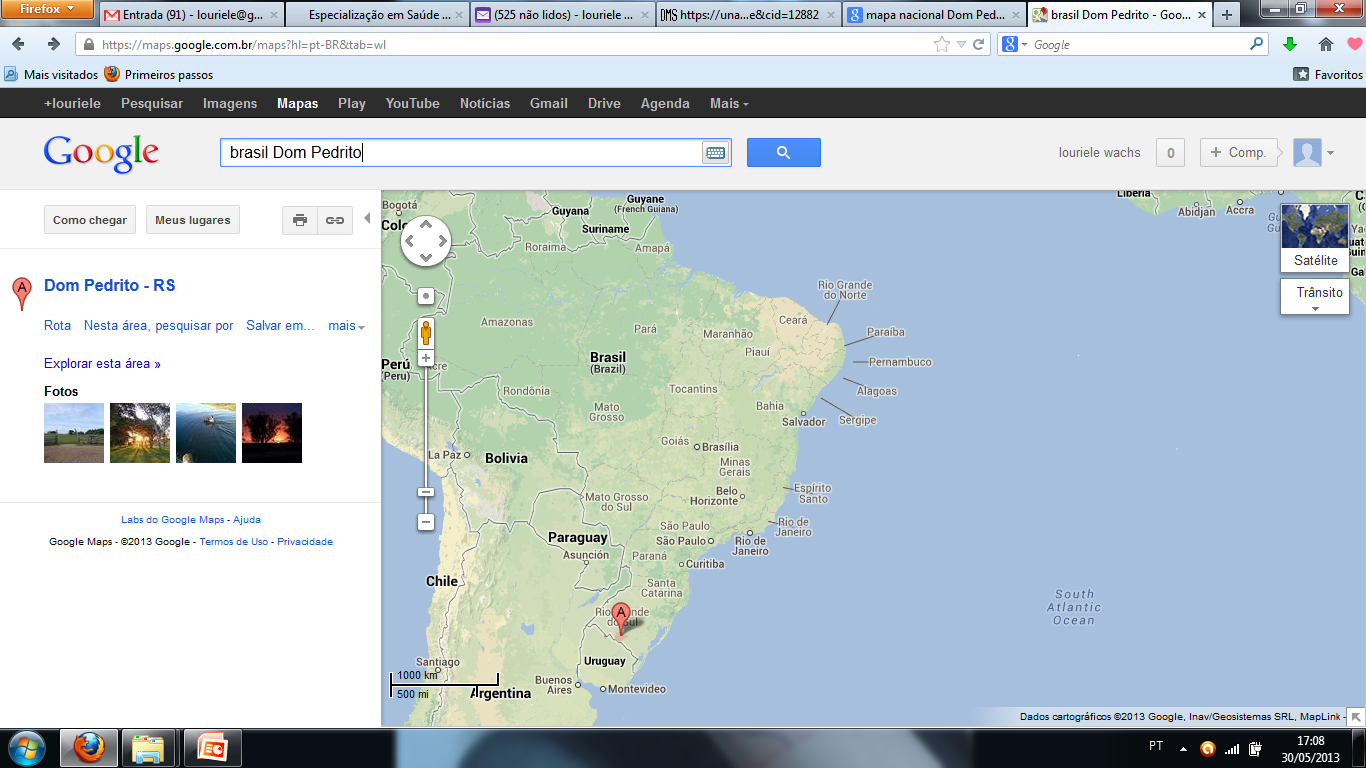 Firefox
Entrada (91) - louriele@g...
Especialização em Saúde ...
(525 não lidos) - louriele ...
DMS https://una...e&cid=12882
mapa nacional Dom Ped...
brasil Dom Pedrito - Goo...
https://maps.google.com.br/maps?hl=pt-BR&tab=wl
Google
Mais visitados
Primeiros passos
Favoritos
+louriele Pesquisar Imagens Mapas Play YouTube Notícias Gmail Drive Agenda Mais
Google
brasil Dom Pedrito
louriele wachs
0
+ Comp.
Como chegar
Meus lugares
A
Dom Pedrito - RS
Rota Nesta área, pesquisar por Salvar em... mais
Explorar esta área »
Fotos
Labs do Google Maps - Ajuda
Google Maps - ©2013 Google - Termos de Uso - Privacidade
Bogotá
Colo
Guyana
Suriname
Guyane
(French Guiana)
Roraima
Amapá
Liberia
Abidjan
Accra
Satélite
Trânsito
Amazonas
Pará
Maranhão
Ceará
Rio Grande
do Norte
Paraíba
Piauí
Pernambuco
Alagoas
Sergipe
Perú
(Peru)
Acre
Brasil
(Brazil)
Rondônia
Tocantins
Mato
Grosso
Bahia
Salvador
Goiás
Brasília
La Paz
Bolivia
Minas
Gerais
Belo
Horizonte
Espírito
Santo
Mato Grosso
do Sul
São Paulo
São Paulo
Rio de
Janeiro
Rio de
Janeiro
Paraguay
Asunción
Paraná
Curitiba
Chile
Santa
Catarina
Rio Grande
do Sul
A
South
Atlantic
Ocean
Uruguay
Santiago
Buenos
Aires
Montevideo
Argentina
1000 km
500 mi
Dados cartográficos ©2013 Google, Inav/Geosistemas SRL, MapLink -
PT
17:08
30/05/2013